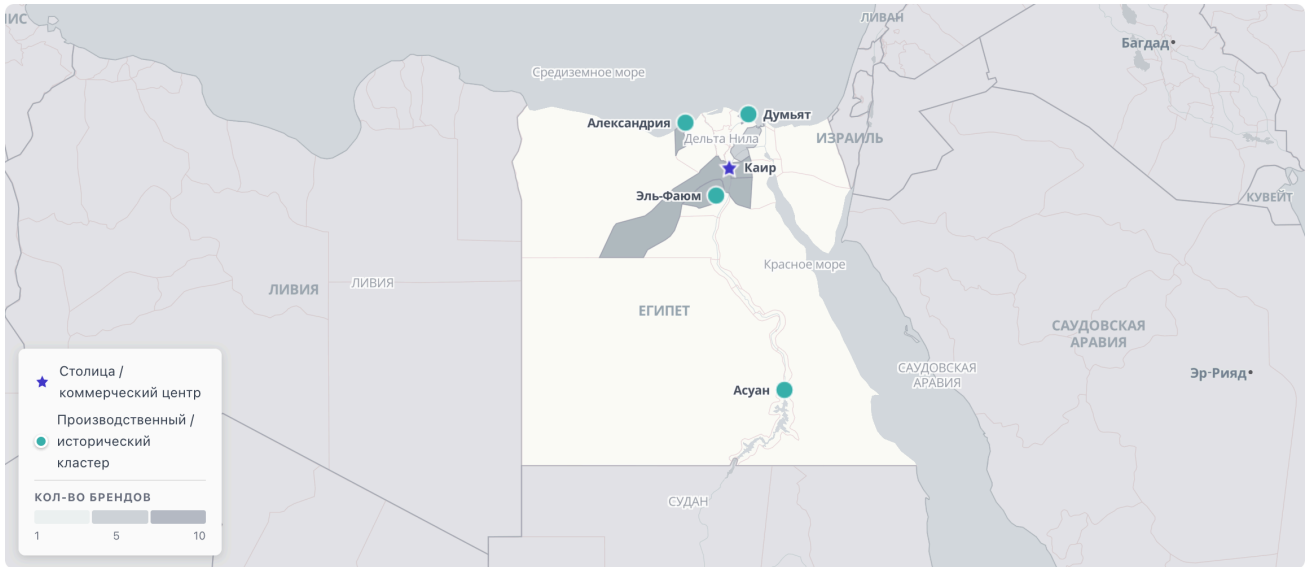 ИС
ЛИВАН
Багдад
Средиземное море
Александрия
Думьят
Дельта Нила
ИЗРАИЛЬ
Каир
Эль-Фаюм
КУВЕЙТ
Красное море
ЛИВИЯ
ЛИВИЯ
ЕГИПЕТ
САУДОВСКАЯ
АРАВИЯ
САУДОВСКАЯ
АРАВИЯ
Эр-Рияд
Асуан
СУДАН
Столица /
коммерческий центр
Производственный /
исторический
кластер
КОЛ-ВО БРЕНДОВ
1 5 10